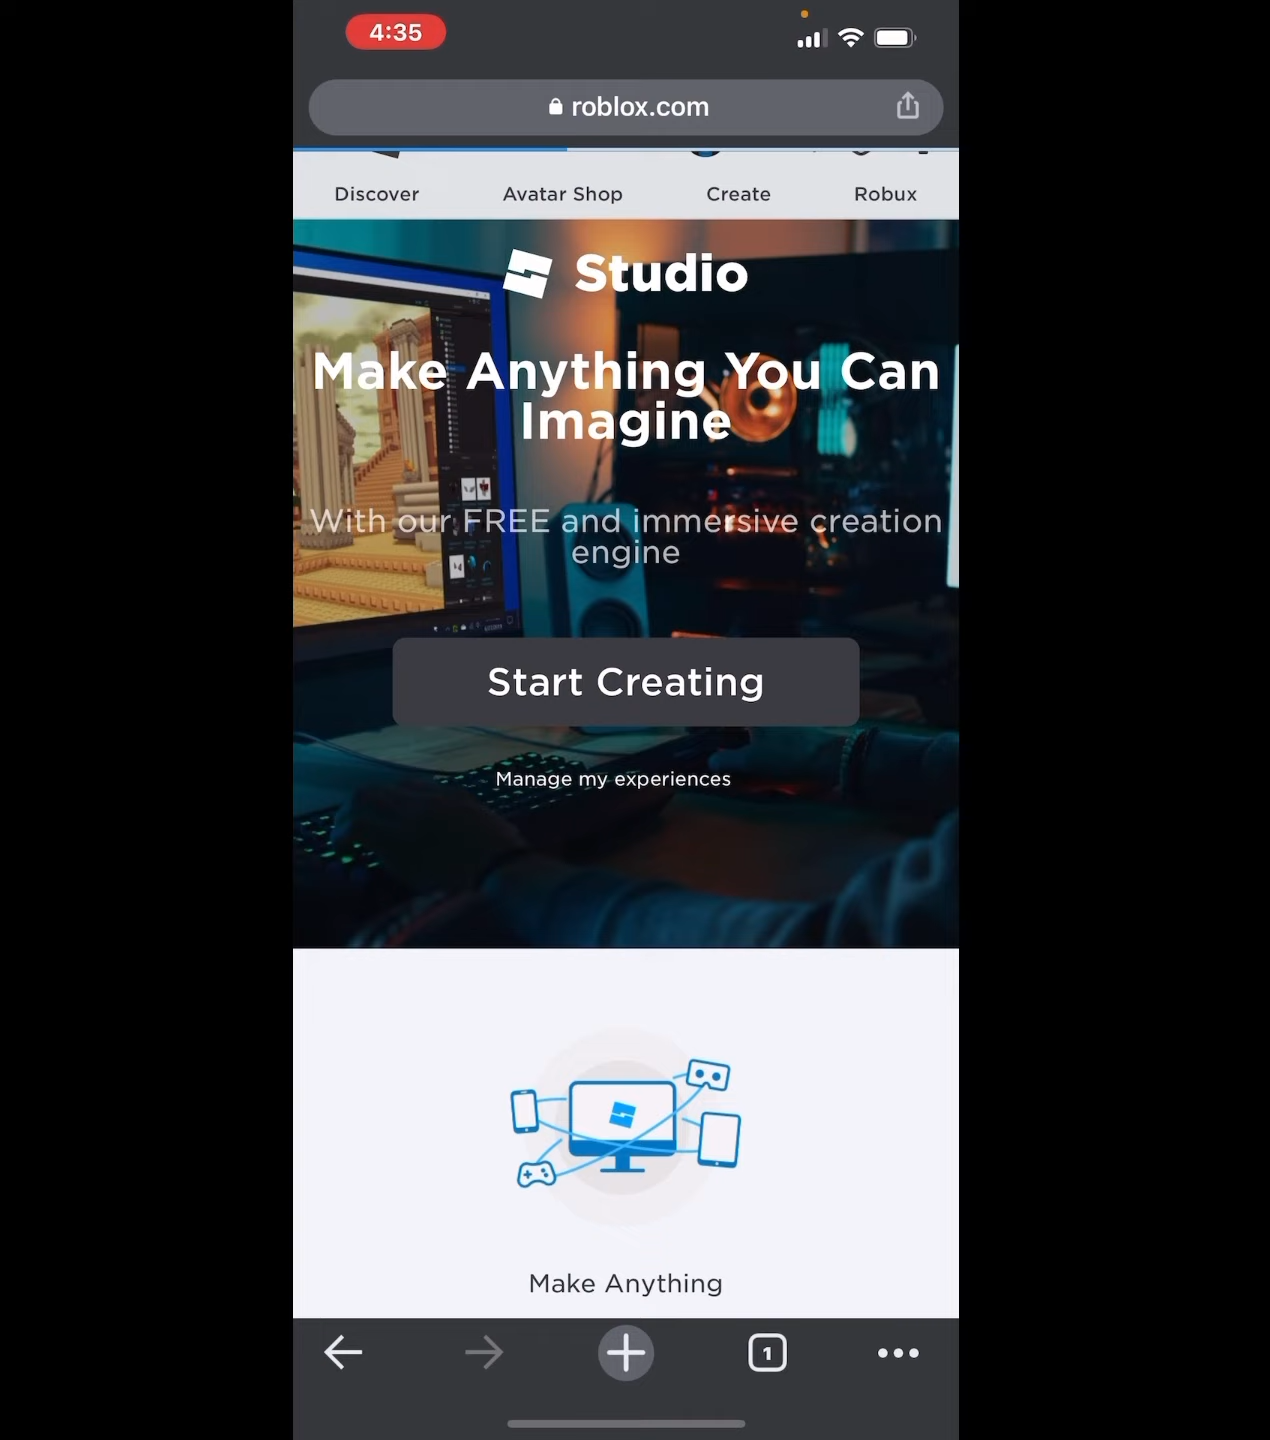 4:35
roblox.com
Discover Avatar Shop Create Robux
Studio
Make Anything You Can
Imagine
With our FREE and immersive creation
engine
Start Creating
Manage my experiences
Make Anything
1